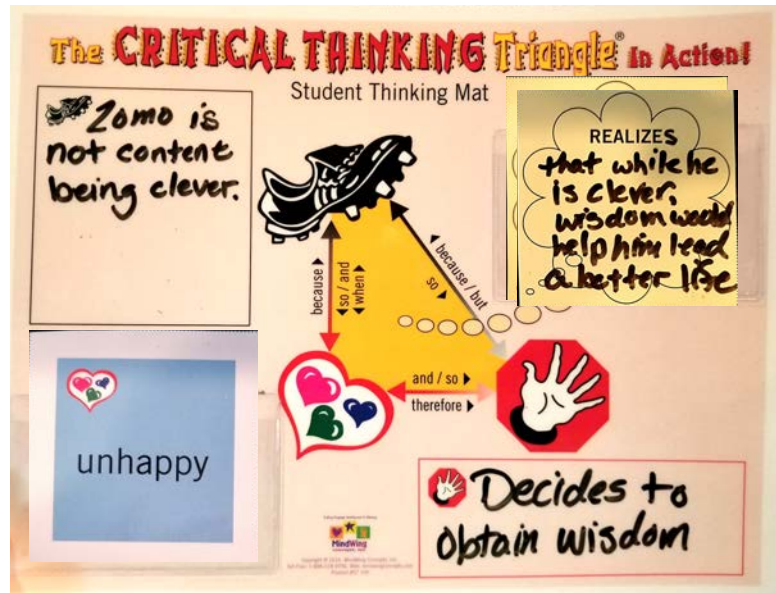 The CRITICAL THINKING Triangle® In Action!
Student Thinking Mat
Zomo is
not content
being clever.
REALIZES
that while he
is clever,
wisdom would
help him lead
a better life
because
so / and
when
because / but
so
and / so
therefore
unhappy
Decides to
obtain wisdom
MindWing